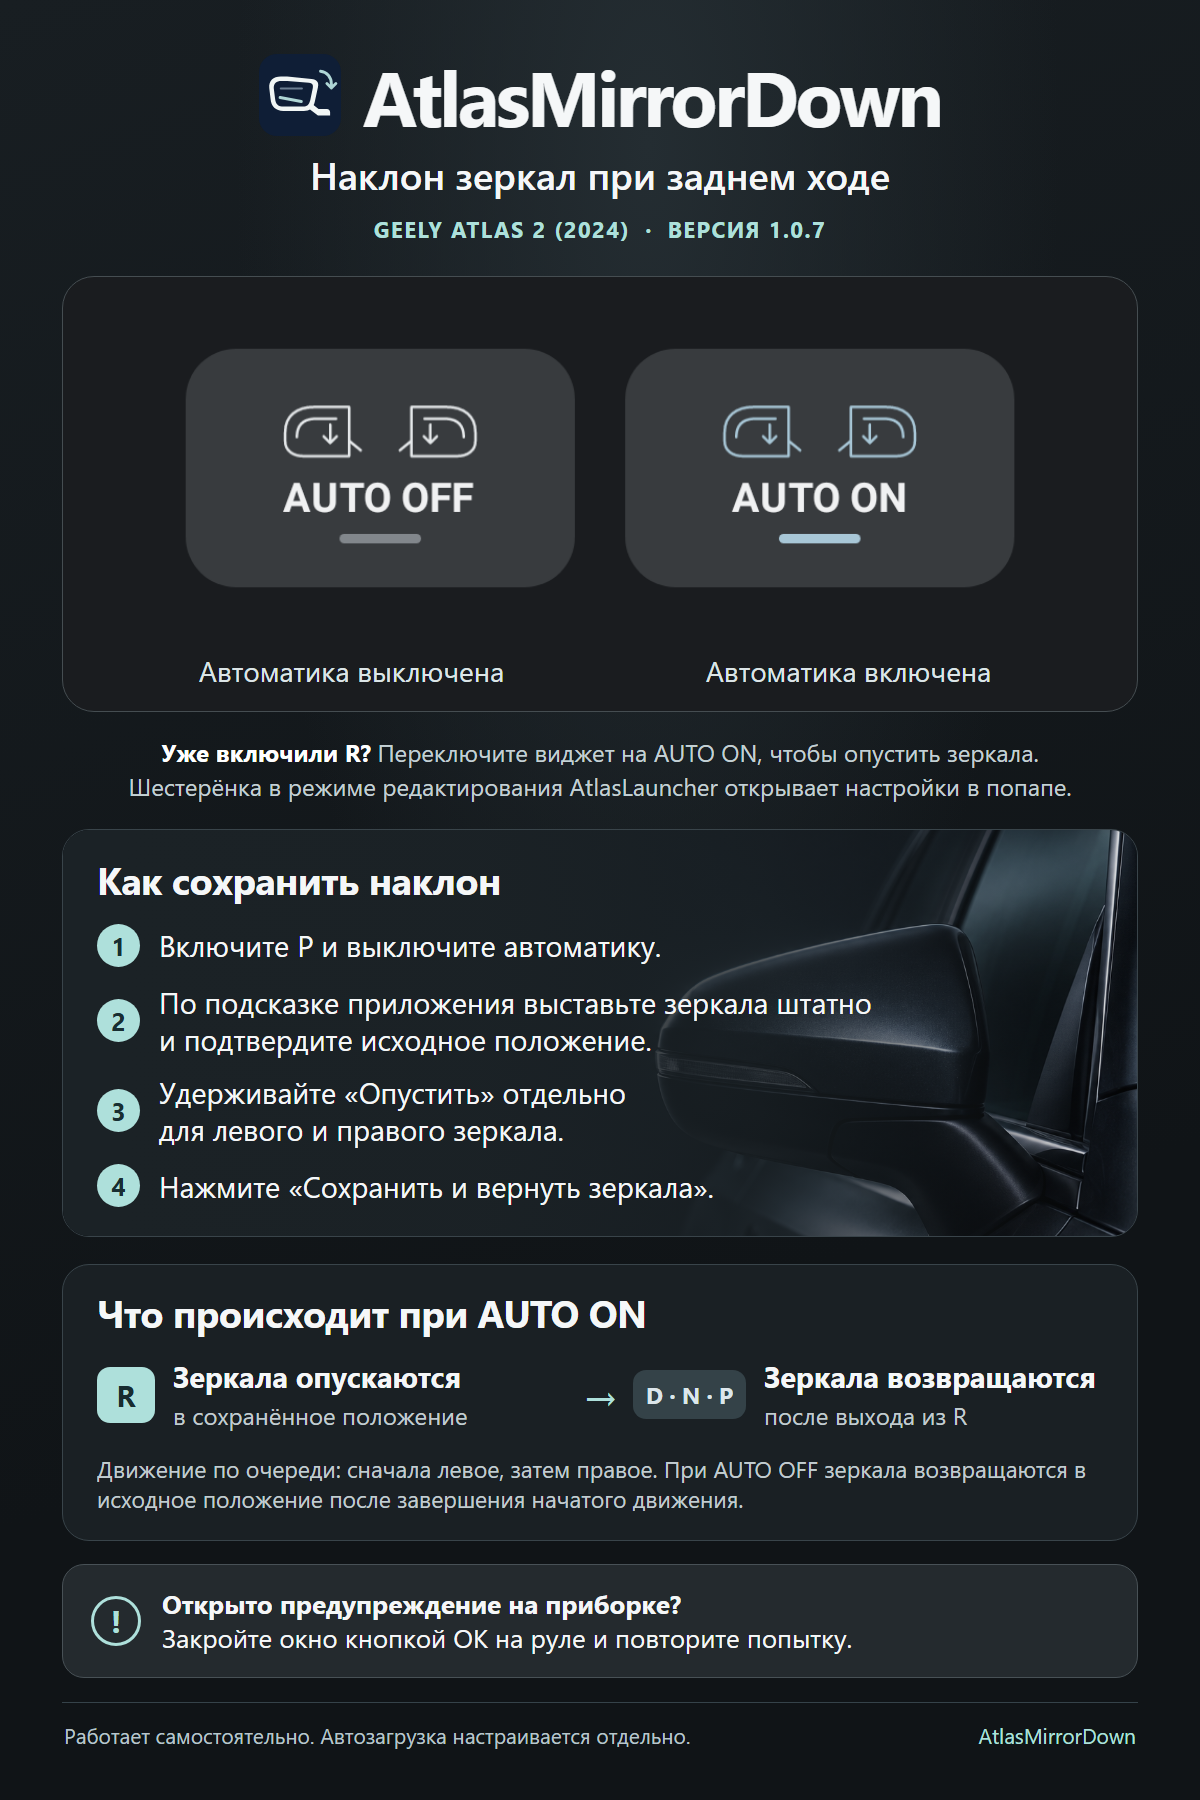 AtlasMirrorDown
Наклон зеркал при заднем ходе
GEELY ATLAS 2 (2024) · ВЕРСИЯ 1.0.7
AUTO OFF
AUTO ON
Автоматика выключена
Автоматика включена
Уже включили R? Переключите виджет на AUTO ON, чтобы опустить зеркала.
Шестерёнка в режиме редактирования AtlasLauncher открывает настройки в попапе.
Как сохранить наклон
1 Включите P и выключите автоматику.
2 По подсказке приложения выставьте зеркала штатно
и подтвердите исходное положение.
3 Удерживайте «Опустить» отдельно
для левого и правого зеркала.
4 Нажмите «Сохранить и вернуть зеркала».
Что происходит при AUTO ON
R Зеркала опускаются
в сохранённое положение
→ D · N · P Зеркала возвращаются
после выхода из R
Движение по очереди: сначала левое, затем правое. При AUTO OFF зеркала возвращаются в
исходное положение после завершения начатого движения.
! Открыто предупреждение на приборке?
Закройте окно кнопкой ОК на руле и повторите попытку.
Работает самостоятельно. Автозагрузка настраивается отдельно.
AtlasMirrorDown